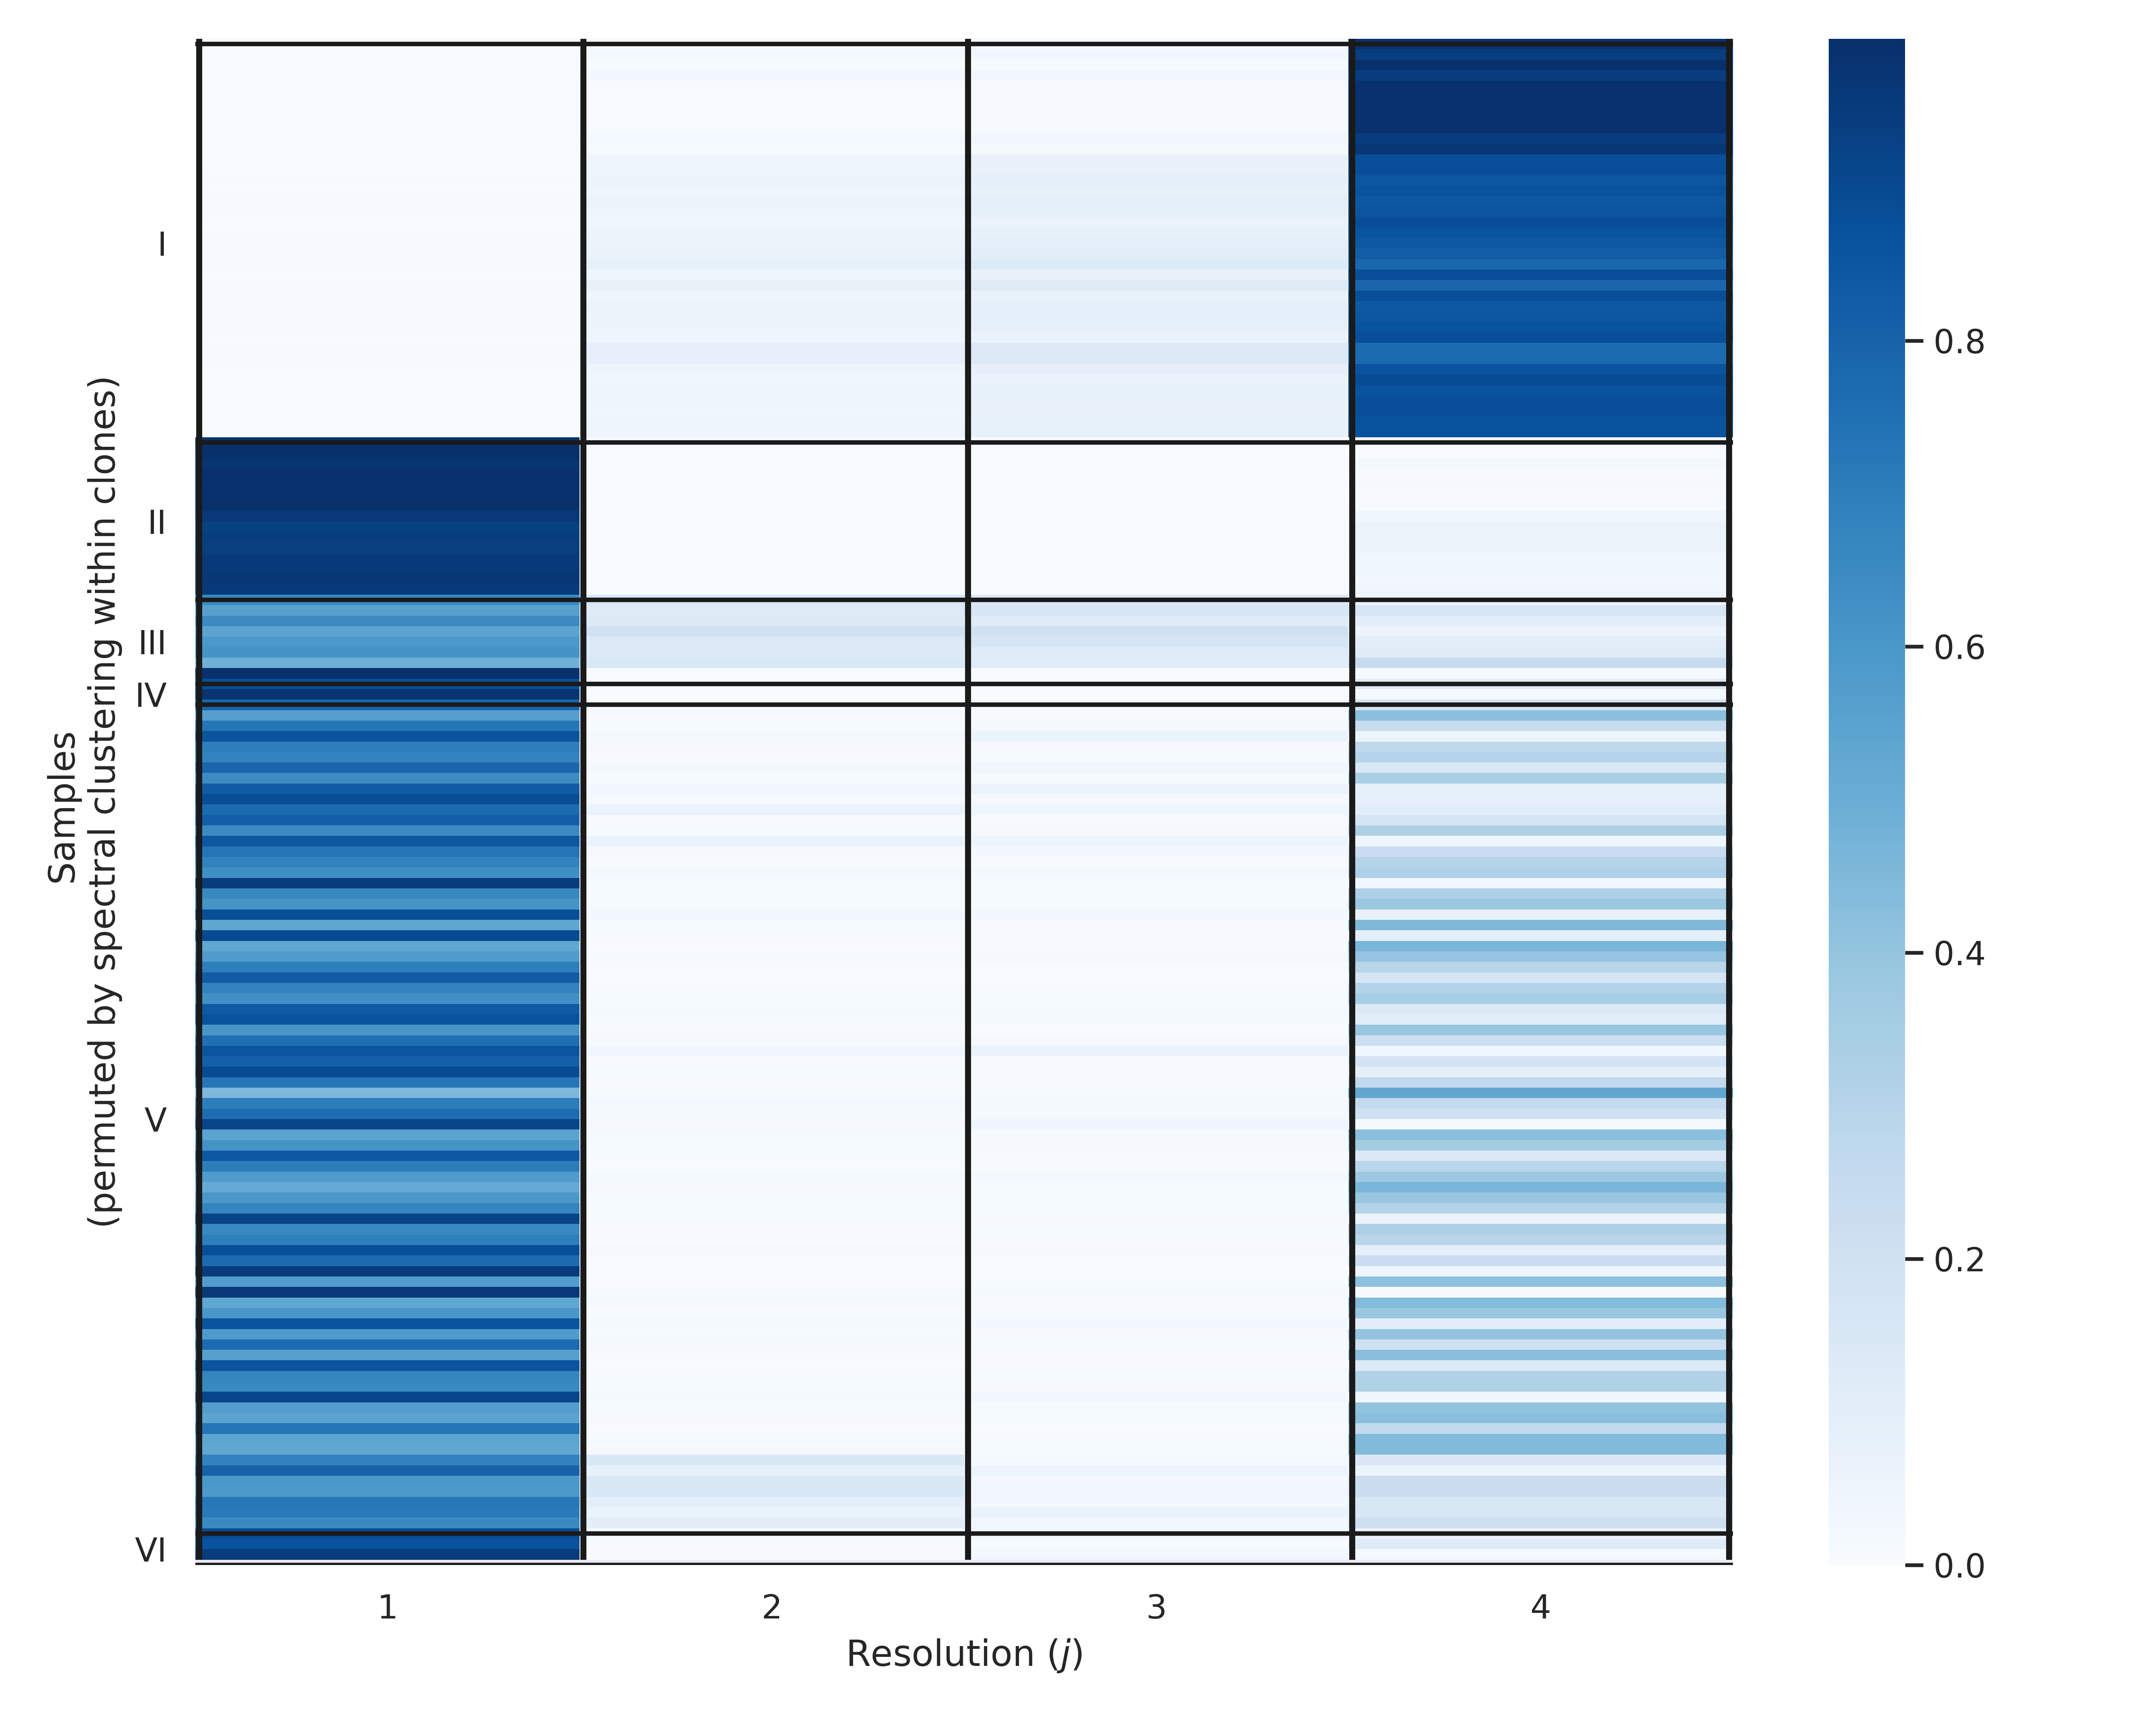 Samples
(permuted by spectral clustering within clones)
I
II
III
IV
V
VI
1 2 3 4
Resolution (j)
0.8
0.6
0.4
0.2
0.0